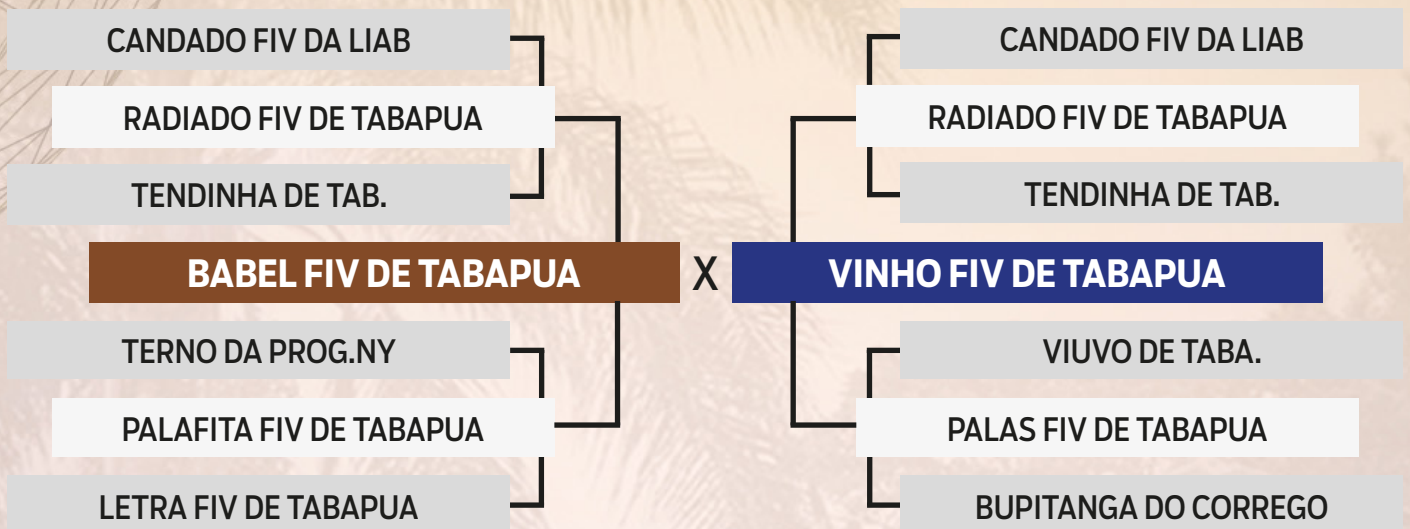 CANDADO FIV DA LIAB
RADIADO FIV DE TABAPUA
TENDINHA DE TAB.
BABEL FIV DE TABAPUA
TERNO DA PROG.NY
PALAFITA FIV DE TABAPUA
LETRA FIV DE TABAPUA
X
CANDADO FIV DA LIAB
RADIADO FIV DE TABAPUA
TENDINHA DE TAB.
VINHO FIV DE TABAPUA
VIUVO DE TABA.
PALAS FIV DE TABAPUA
BUPITANGA DO CORREGO